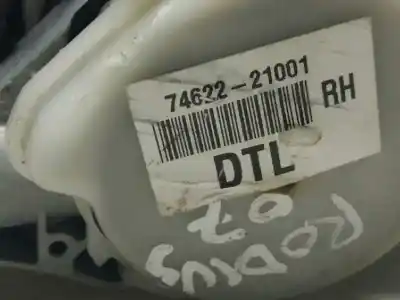 74622-21001
RH
DTL
RODIUS
07